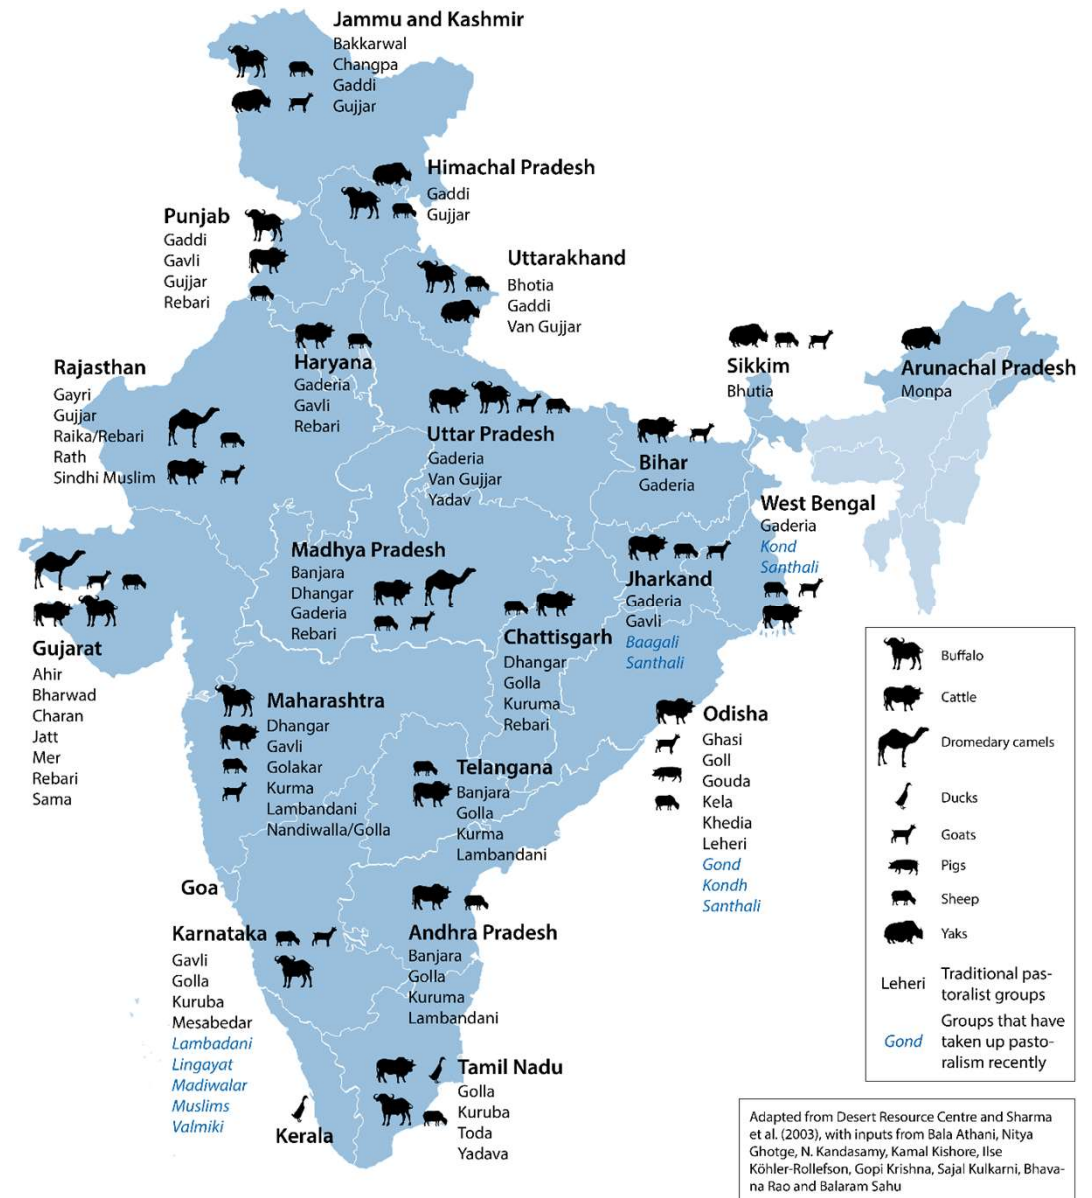 Jammu and Kashmir
Bakkarwal
Changpa
Gaddi
Gujjar
Himachal Pradesh
Gaddi
Gujjar
Punjab
Gaddi
Gavli
Gujjar
Rebari
Uttarakhand
Bhotia
Gaddi
Van Gujjar
Haryana
Gaderia
Gavli
Rebari
Rajasthan
Gayri
Gujjar
Raika/Rebari
Rath
Sindhi Muslim
Uttar Pradesh
Gaderia
Van Gujjar
Yadav
Sikkim
Bhutia
Arunachal Pradesh
Monpa
Bihar
Gaderia
West Bengal
Gaderia
Kond
Santhali
Madhya Pradesh
Banjara
Dhangar
Gaderia
Rebari
Jharkand
Gaderia
Gavli
Baagali
Santhali
Chattisgarh
Dhangar
Golla
Kuruma
Rebari
Gujarat
Ahir
Bharwad
Charan
Jatt
Mer
Rebari
Sama
Maharashtra
Dhangar
Gavli
Golakar
Kurma
Lambandani
Nandiwalla/Golla
Telangana
Banjara
Golla
Kurma
Lambandani
Odisha
Ghasi
Goll
Gouda
Kela
Khedia
Leheri
Gond
Kondh
Santhali
Goa
Karnataka
Gavli
Golla
Kuruba
Mesabedar
Lambadani
Lingayat
Madiwalar
Muslims
Valmiki
Andhra Pradesh
Banjara
Golla
Kuruma
Lambandani
Tamil Nadu
Golla
Kuruba
Toda
Yadava
Kerala
Buffalo
Cattle
Dromedary camels
Ducks
Goats
Pigs
Sheep
Yaks
Leheri
Traditional pas-
toralist groups
Gond
Groups that have
taken up pasto-
ralism recently
Adapted from Desert Resource Centre and Sharma
et al. (2003), with inputs from Bala Athani, Nitya
Ghotge, N. Kandasamy, Kamal Kishore, Ilse
Köhler-Rollefson, Gopi Krishna, Sajal Kulkarni, Bhava-
na Rao and Balaram Sahu